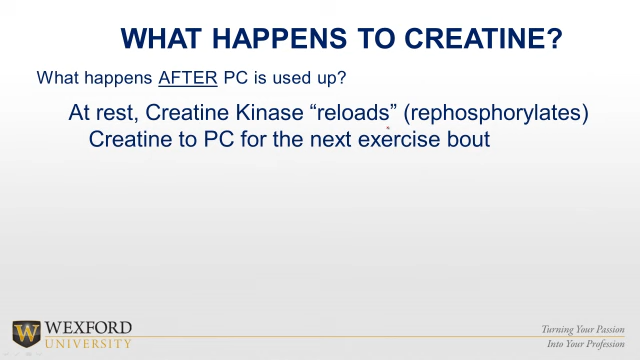 WHAT HAPPENS TO CREATINE?
What happens AFTER PC is used up?
At rest, Creatine Kinase “reloads” (rephosphorylates)
Creatine to PC for the next exercise bout
W
WEXFORD
UNIVERSITY
Turning Your Passion
Into Your Profession